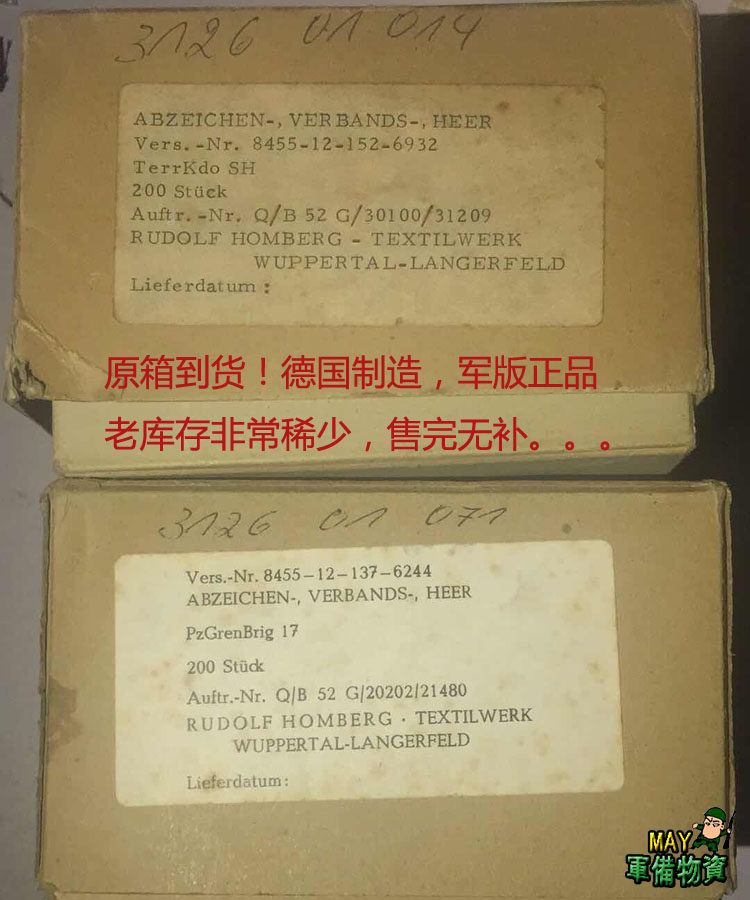 3126 01 014
ABZEICHEN-, VERBANDS-, HEER
Vers. -Nr. 8455-12-152-6932
TerrKdo SH
200 Stück
Auftr. -Nr. Q/B 52 G/30100/31209
RUDOLF HOMBERG - TEXTILWERK
WUPPERTAL-LANGERFELD
Lieferdatum :
原箱到货！德国制造，军版正品
老库存非常稀少，售完无补。。。
3126 01 071
Vers.-Nr. 8455-12-137-6244
ABZEICHEN-, VERBANDS-, HEER
PzGrenBrig 17
200 Stück
Auftr.-Nr. Q/B 52 G/20202/21480
RUDOLF HOMBERG · TEXTILWERK
WUPPERTAL-LANGERFELD
Lieferdatum:
MAY
軍備物資